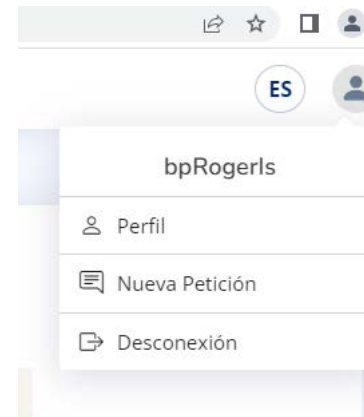 ES
bpRogerls
Perfil
Nueva Petición
Desconexión